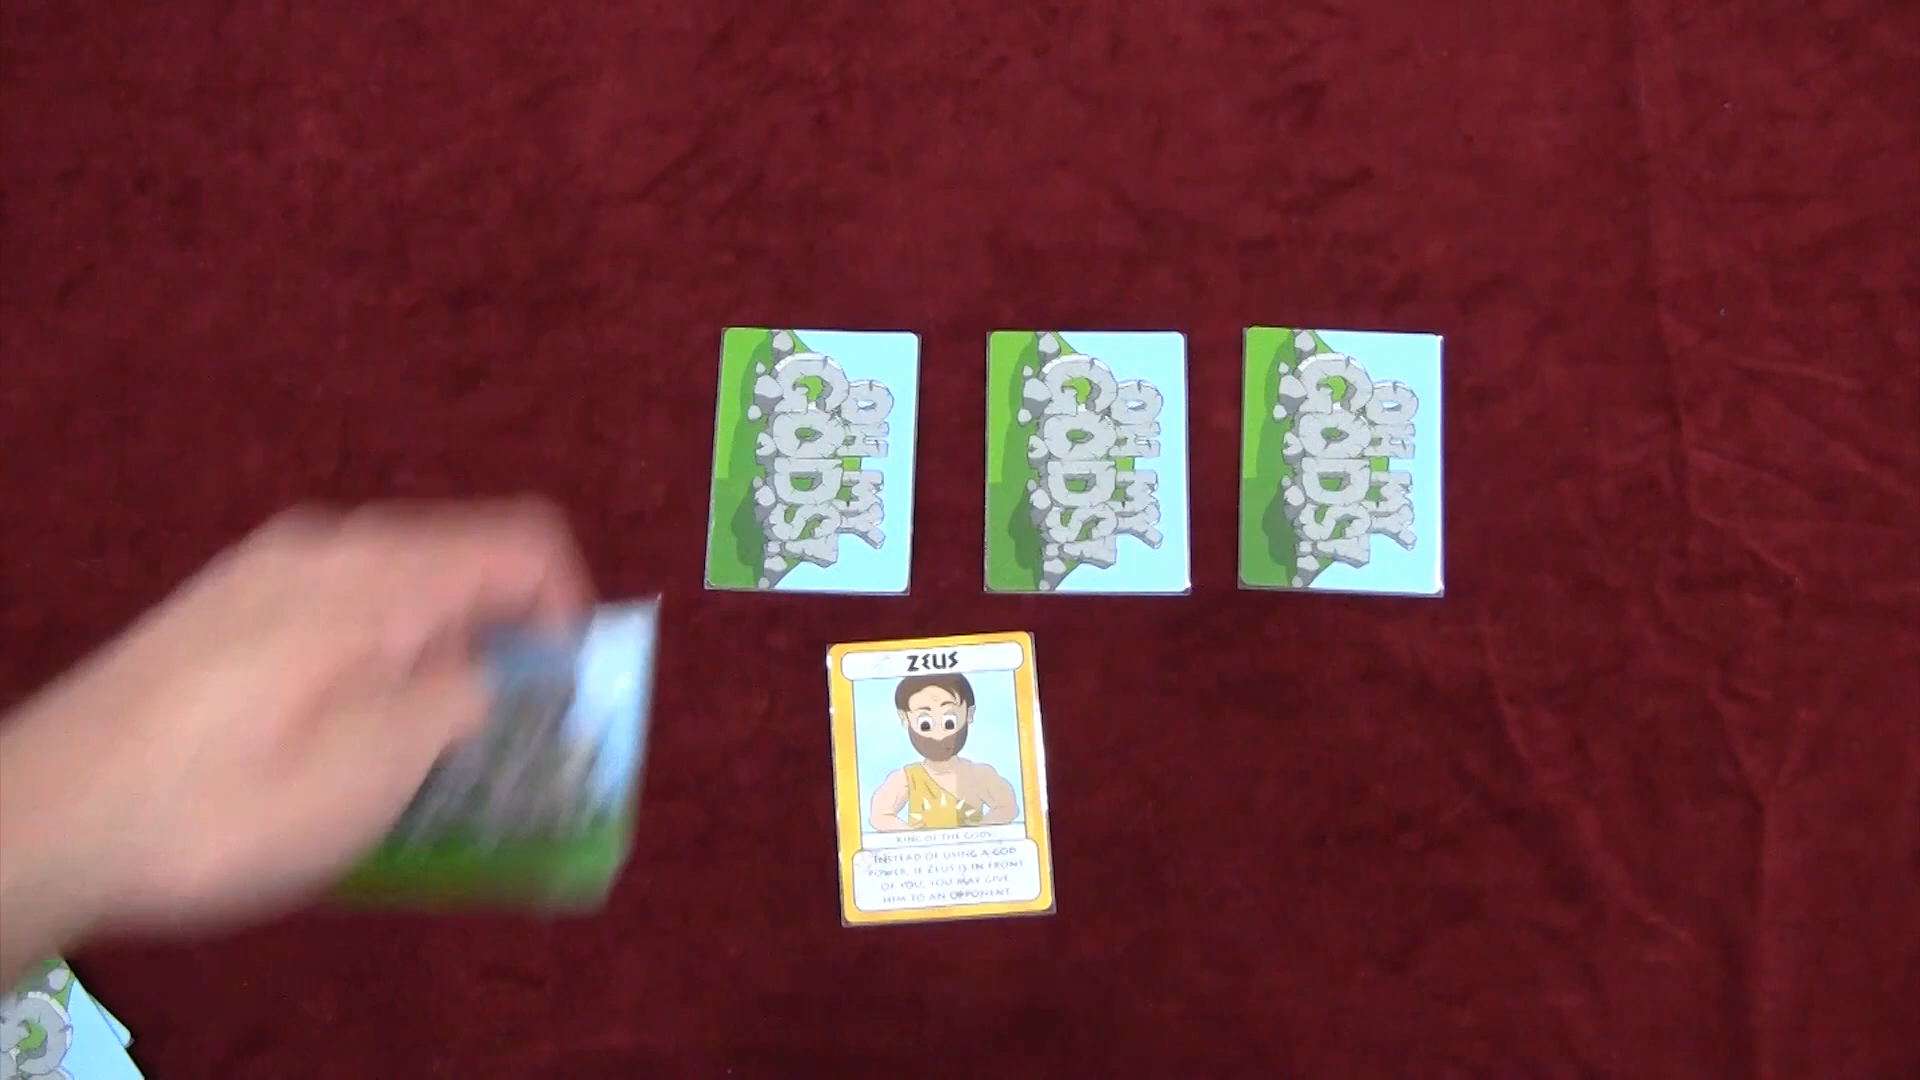 OH MY
GODS!
OH MY
GODS!
OH MY
GODS!
ZEUS
KING OF THE GODS
INSTEAD OF USING A GOD
POWER, IF ZEUS IS IN FRONT
OF YOU, YOU MAY GIVE
HIM TO AN OPPONENT.